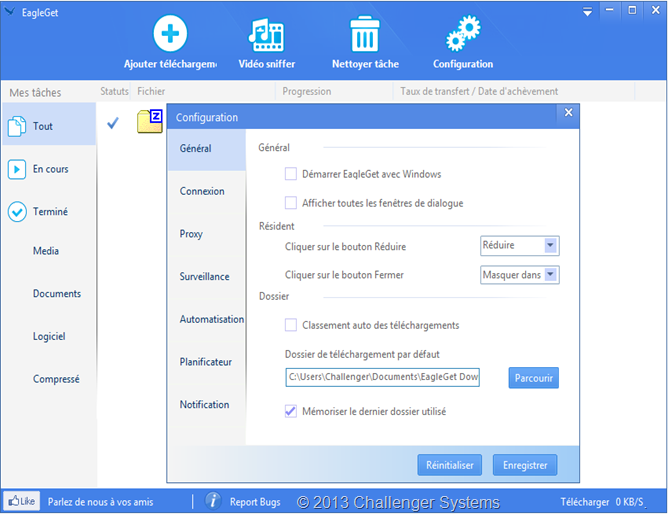 EagleGet
Ajouter téléchargem
Vidéo sniffer
Nettoyer tâche
Configuration
Mes tâches
Statuts
Fichier
Progression
Taux de transfert / Date d'achèvement
Tout
En cours
Terminé
Media
Documents
Logiciel
Compressé
Z
Configuration
Général
Connexion
Proxy
Surveillance
Automatisation
Planificateur
Notification
Général
Démarrer EaqleGet avec Windows
Afficher toutes les fenêtres de dialogue
Résident
Cliquer sur le bouton Réduire
Réduire
Cliquer sur le bouton Fermer
Masquer dans
Dossier
Classement auto des téléchargements
Dossier de téléchargement par défaut
C:\Users\Challenger\Documents\EagleGet Dow
Parcourir
Mémoriser le dernier dossier utilisé
Réinitialiser
Enregistrer
Like
Parlez de nous à vos amis
Report Bugs
© 2013 Challenger Systems
Télécharger 0 KB/S